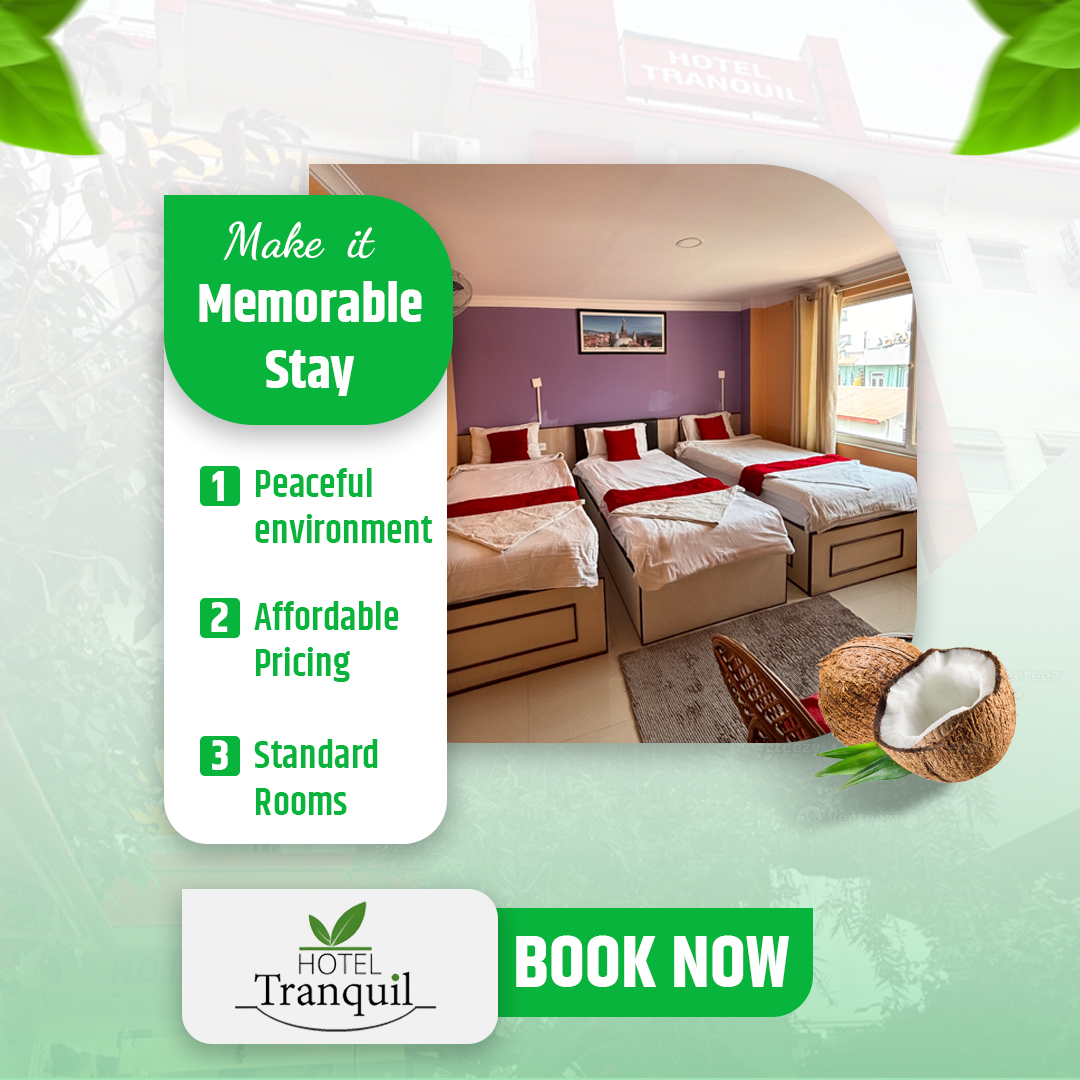 HOTEL
TRANQUIL
Make it
Memorable
Stay
1 Peaceful
environment
2 Affordable
Pricing
3 Standard
Rooms
Vecteezy
HOTEL
Tranquil
BOOK NOW